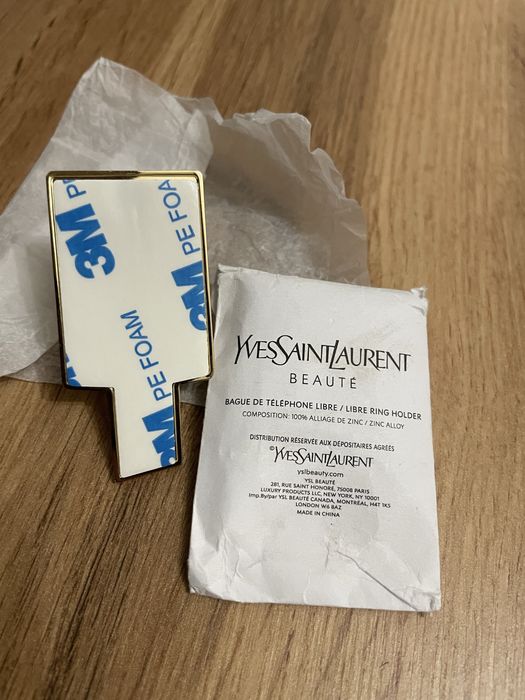 3M PE FOA
3M
PE FOAM
3M
PE FOAM
YVESSAINTLAURENT
BEAUTÉ
BAGUE DE TÉLÉPHONE LIBRE / LIBRE RING HOLDER
COMPOSITION: 100% ALLIAGE DE ZINC / ZINC ALLOY
DISTRIBUTION RÉSERVÉE AUX DÉPOSITAIRES AGRÉÉS
©YVESSAINTLAURENT
yslbeauty.com
YSL BEAUTÉ
281, RUE SAINT HONORÉ, 75008 PARIS
LUXURY PRODUCTS LLC, NEW YORK, NY 10001
Imp.By/par YSL BEAUTÉ CANADA, MONTRÉAL, H4T 1K5
LONDON W6 8AZ
MADE IN CHINA